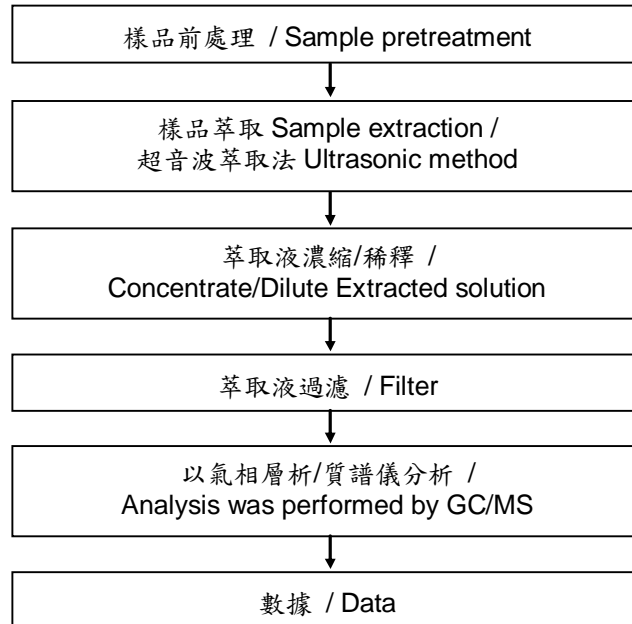 樣品前處理 / Sample pretreatment
樣品萃取 Sample extraction /
超音波萃取法 Ultrasonic method
萃取液濃縮/稀釋 /
Concentrate/Dilute Extracted solution
萃取液過濾 / Filter
以氣相層析/質譜儀分析 /
Analysis was performed by GC/MS
數據 / Data